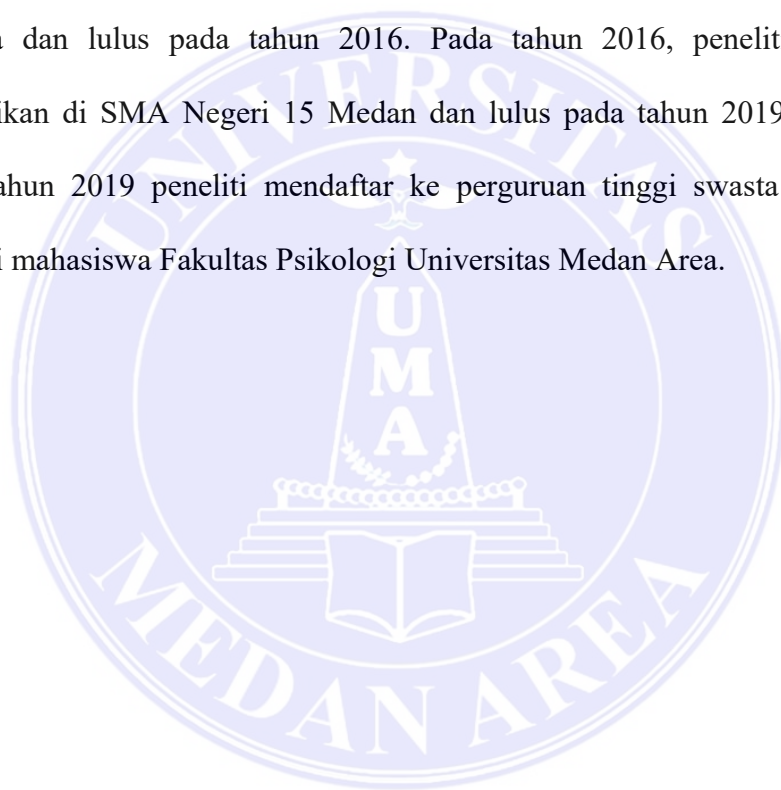 dan lulus pada tahun 2016. Pada tahun 2016, penelit
ikan di SMA Negeri 15 Medan dan lulus pada tahun 2019
ahun 2019 peneliti mendaftar ke perguruan tinggi swasta
i mahasiswa Fakultas Psikologi Universitas Medan Area.
UNIVERSITAS
U
M
A
MEDAN AREA